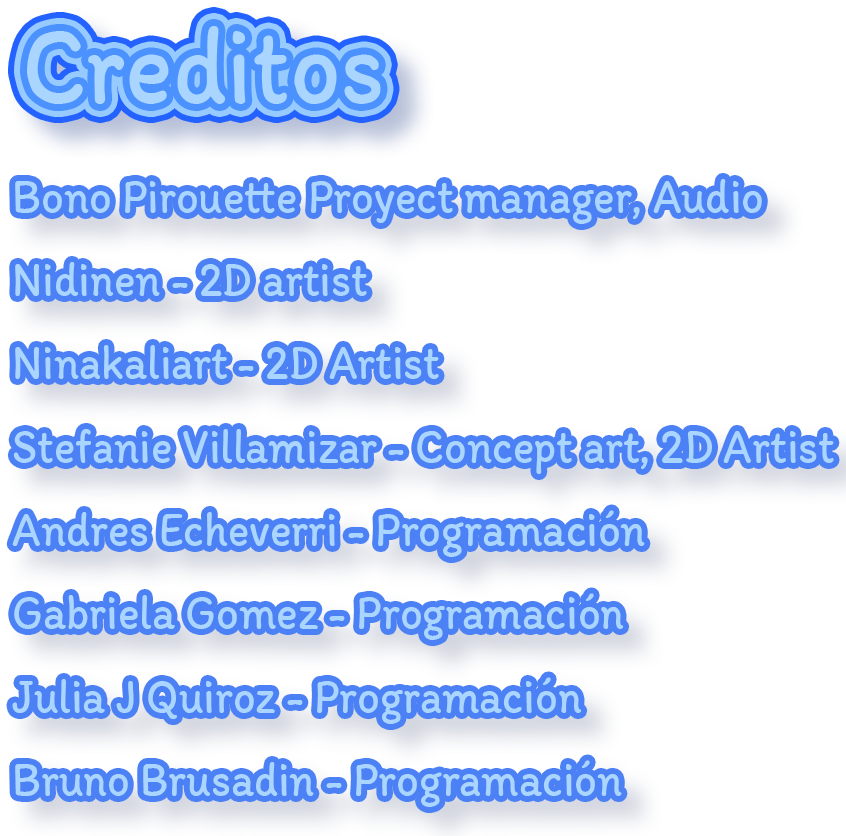 Creditos
Bono Pirouette Proyect manager, Audio
Nidinen - 2D artist
Ninakaliart - 2D Artist
Stefanie Villamizar - Concept art, 2D Artist
Andres Echeverri - Programación
Gabriela Gomez - Programación
Julia J Quiroz - Programación
Bruno Brusadin - Programación